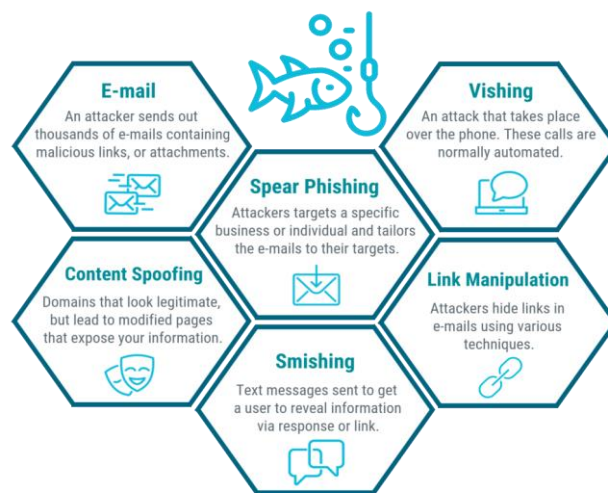 E-mail
An attacker sends out
thousands of e-mails containing
malicious links, or attachments.
Vishing
An attack that takes place
over the phone. These calls are
normally automated.
Spear Phishing
Attackers targets a specific
business or individual and tailors
the e-mails to their targets.
Content Spoofing
Domains that look legitimate,
but lead to modified pages
that expose your information.
Link Manipulation
Attackers hide links in
e-mails using various
techniques.
Smishing
Text messages sent to get
a user to reveal information
via response or link.